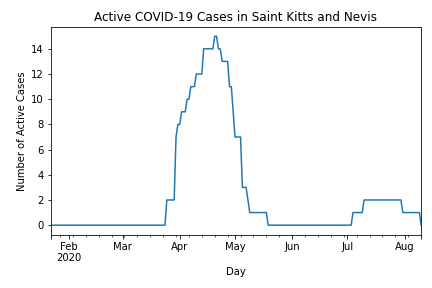 Active COVID-19 Cases in Saint Kitts and Nevis
Number of Active Cases
14
12
10
8
6
4
2
0
Feb
2020
Mar
Apr
May
Jun
Jul
Aug
Day